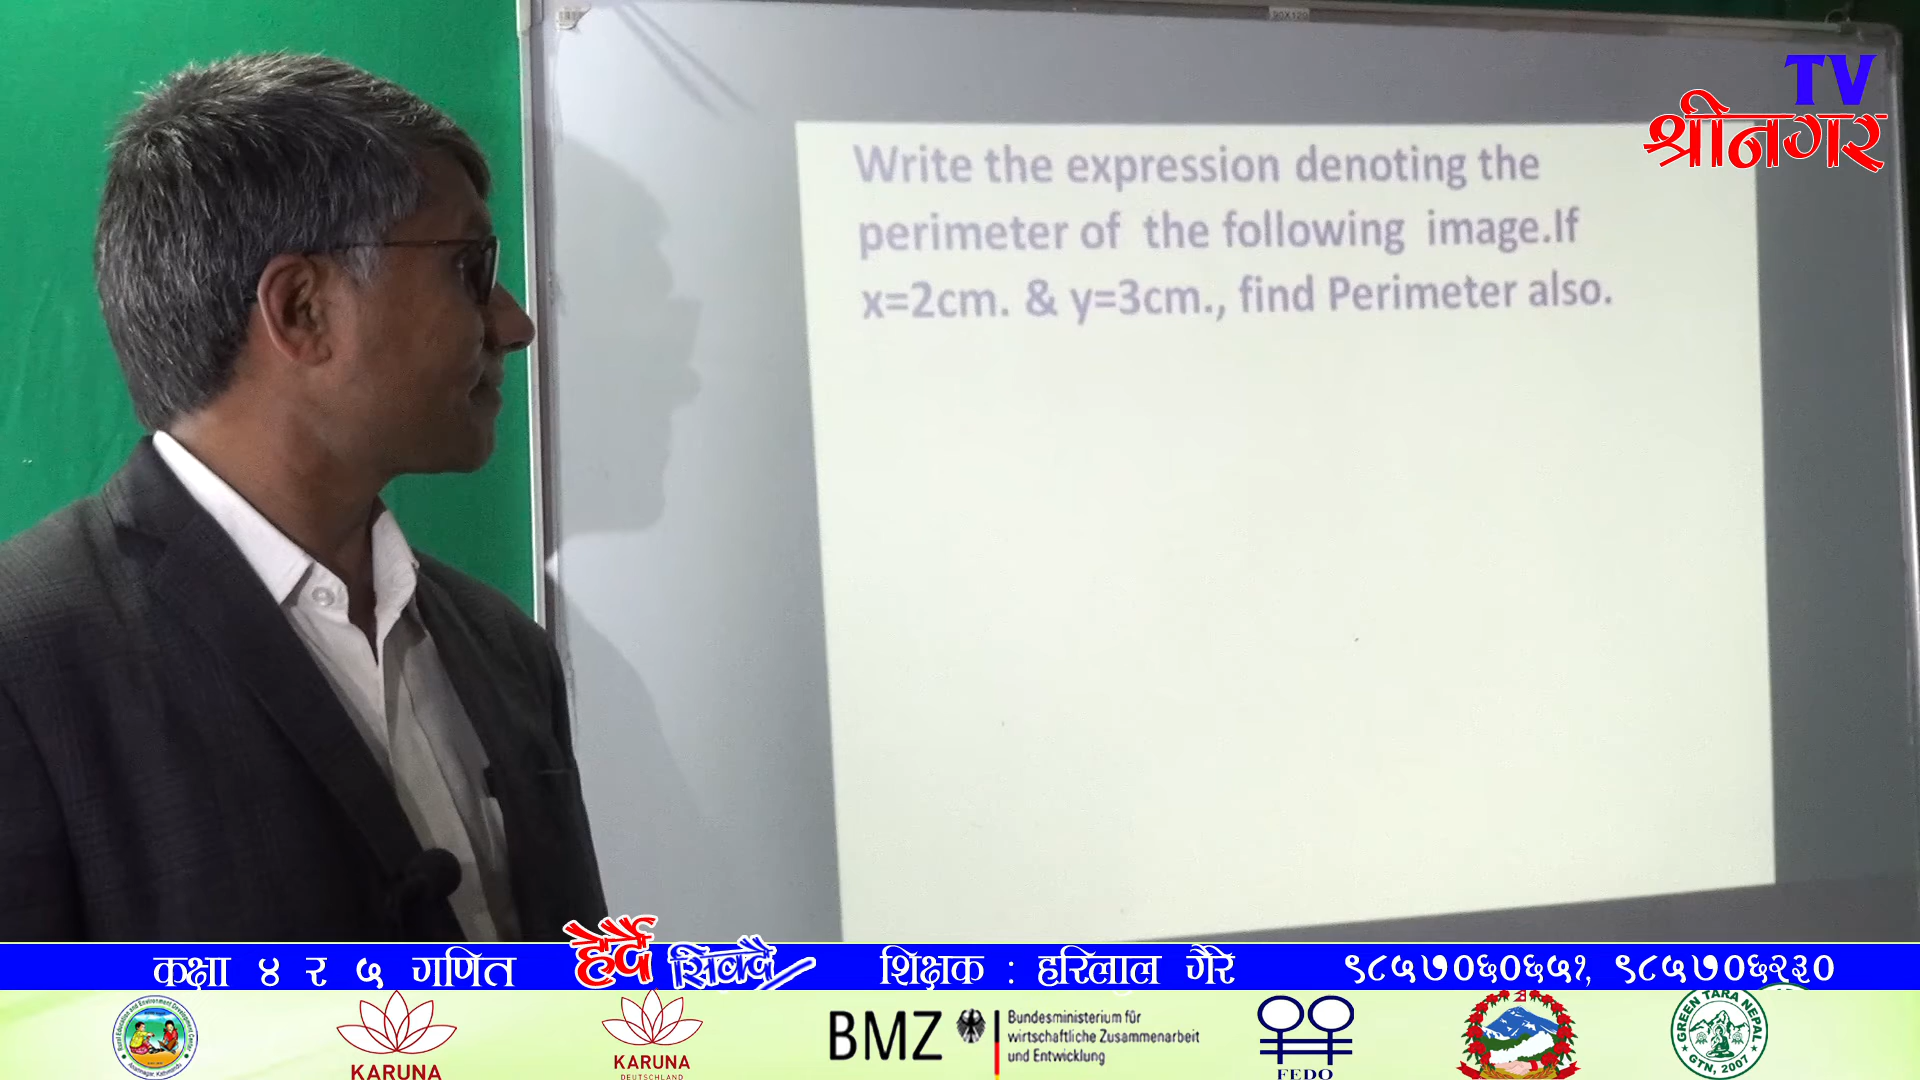 TV
श्रीनगर
Write the expression denoting the
perimeter of the following image.If
x=2cm. & y=3cm., find Perimeter also.
कक्षा ४ र ५ गणित
हेर्दै सिक्दै
शिक्षक : हरिलाल गैरे
९८५७०६०६५१, ९८५७०६२१३०
KARUNA
KARUNA
DEUTSCHLAND
BMZ
Bundesministerium für
wirtschaftliche Zusammenarbeit
und Entwicklung
FEDO
GREEN TARA NEPAL
GTN, 2007